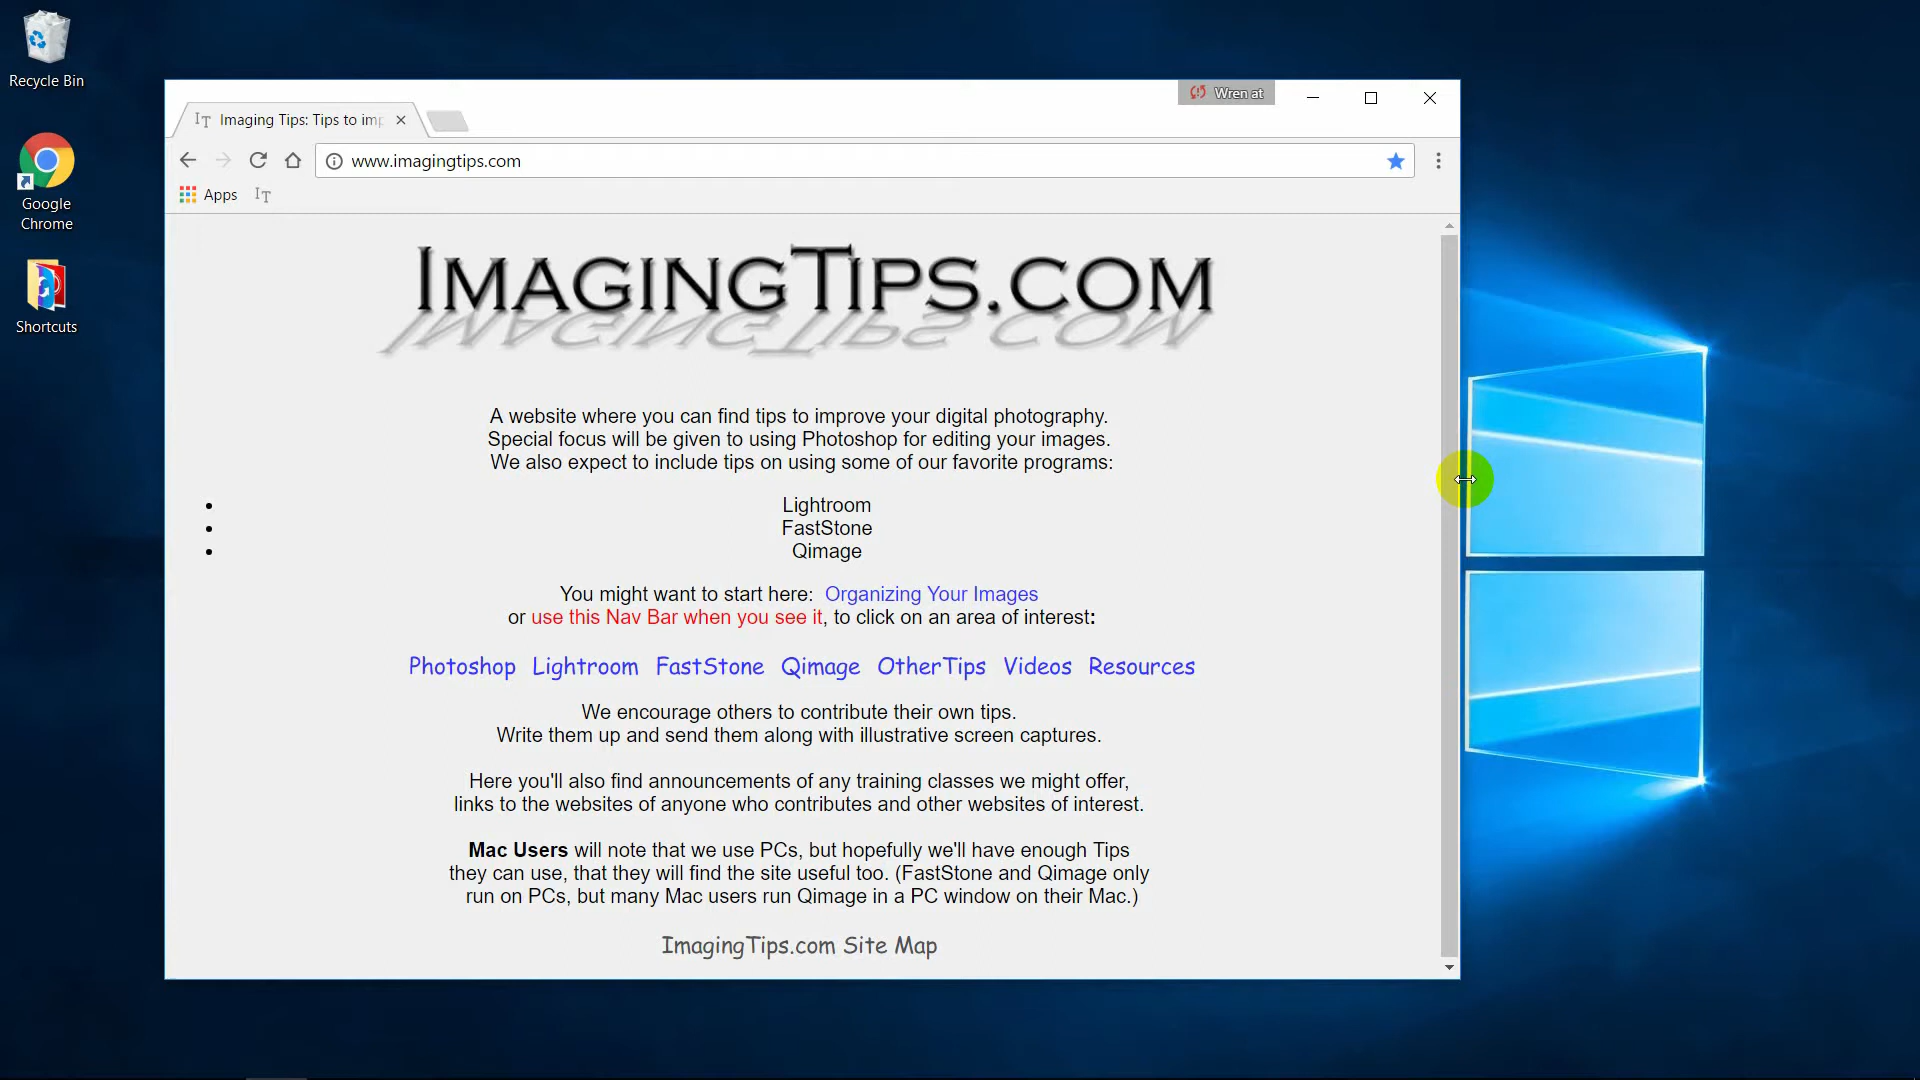 Recycle Bin
Google
Chrome
Shortcuts
Wren at
IT Imaging Tips: Tips to imp
www.imagingtips.com
Apps IT
IMAGINGTIPS.COM
IMAGINGTIPS COM
A website where you can find tips to improve your digital photography.
Special focus will be given to using Photoshop for editing your images.
We also expect to include tips on using some of our favorite programs:
• Lightroom
• FastStone
• Qimage
You might want to start here: Organizing Your Images
or use this Nav Bar when you see it, to click on an area of interest:
Photoshop Lightroom FastStone Qimage OtherTips Videos Resources
We encourage others to contribute their own tips.
Write them up and send them along with illustrative screen captures.
Here you'll also find announcements of any training classes we might offer,
links to the websites of anyone who contributes and other websites of interest.
Mac Users will note that we use PCs, but hopefully we'll have enough Tips
they can use, that they will find the site useful too. (FastStone and Qimage only
run on PCs, but many Mac users run Qimage in a PC window on their Mac.)
ImagingTips.com Site Map